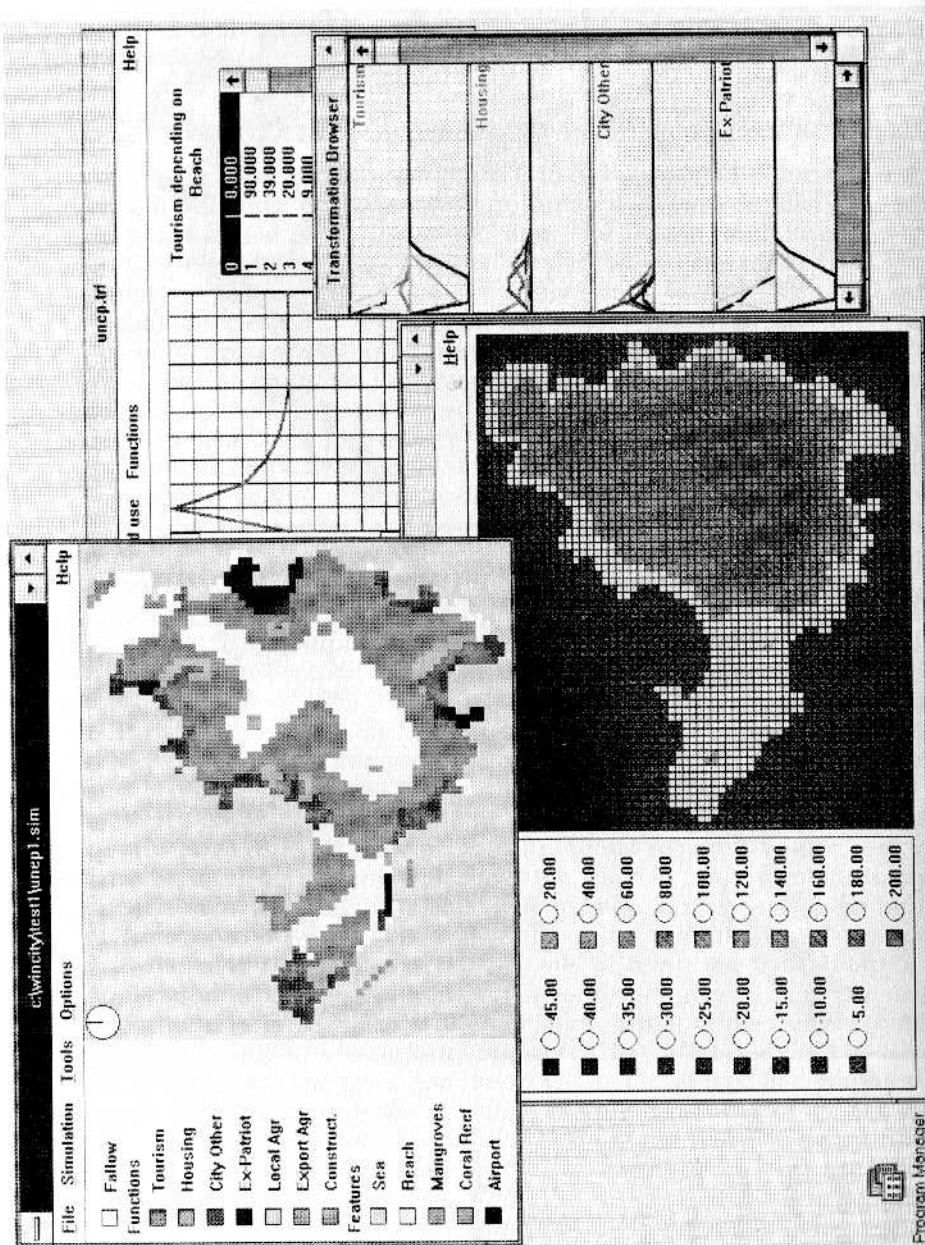 c:\wincity\test1\unep1.sim
File Simulation Tools Options Help
Fallow
Functions
Tourism
Housing
City Other
Ex-Patriot
Local Agr
Export Agr
Construct.
Features
Sea
Beach
Mangroves
Coral Reef
Airport
unep.trf
d use Functions Help
Tourism depending on
Beach
0 | 0.000
1 | 98.000
2 | 39.000
3 | 20.000
4 | 9.000
Transformation Browser
Tourism
Housing
City Other
Ex Patriot
Help
-45.00 20.00
-40.00 40.00
-35.00 60.00
-30.00 80.00
-25.00 100.00
-20.00 120.00
-15.00 140.00
-10.00 160.00
-5.00 180.00
200.00
Program Manager